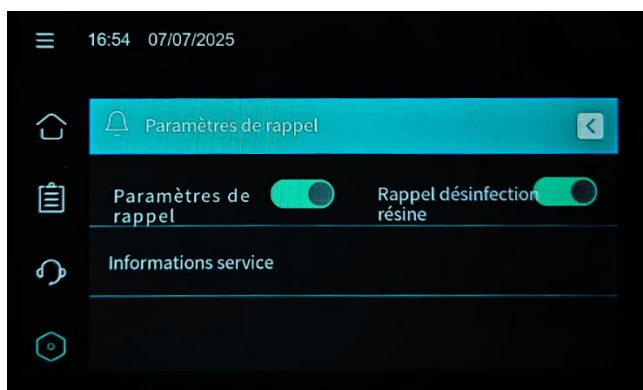 16:54 07/07/2025
Paramètres de rappel
Paramètres de
rappel
Rappel désinfection
résine
Informations service